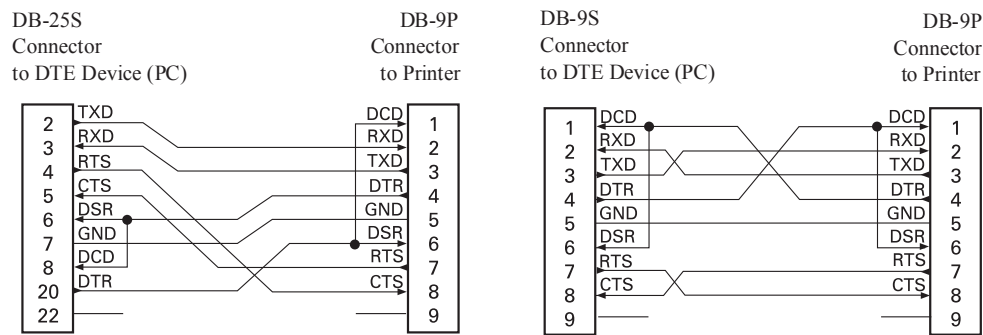 DB-25S
Connector
to DTE Device (PC)
DB-9P
Connector
to Printer
2 TXD DCD 1
3 RXD RXD 2
4 RTS TXD 3
5 CTS DTR 4
6 DSR GND 5
7 GND DSR 6
8 DCD RTS 7
20 DTR CTS 8
22 9
DB-9S
Connector
to DTE Device (PC)
DB-9P
Connector
to Printer
1 DCD DCD 1
2 RXD RXD 2
3 TXD TXD 3
4 DTR DTR 4
5 GND GND 5
6 DSR DSR 6
7 RTS RTS 7
8 CTS CTS 8
9 9